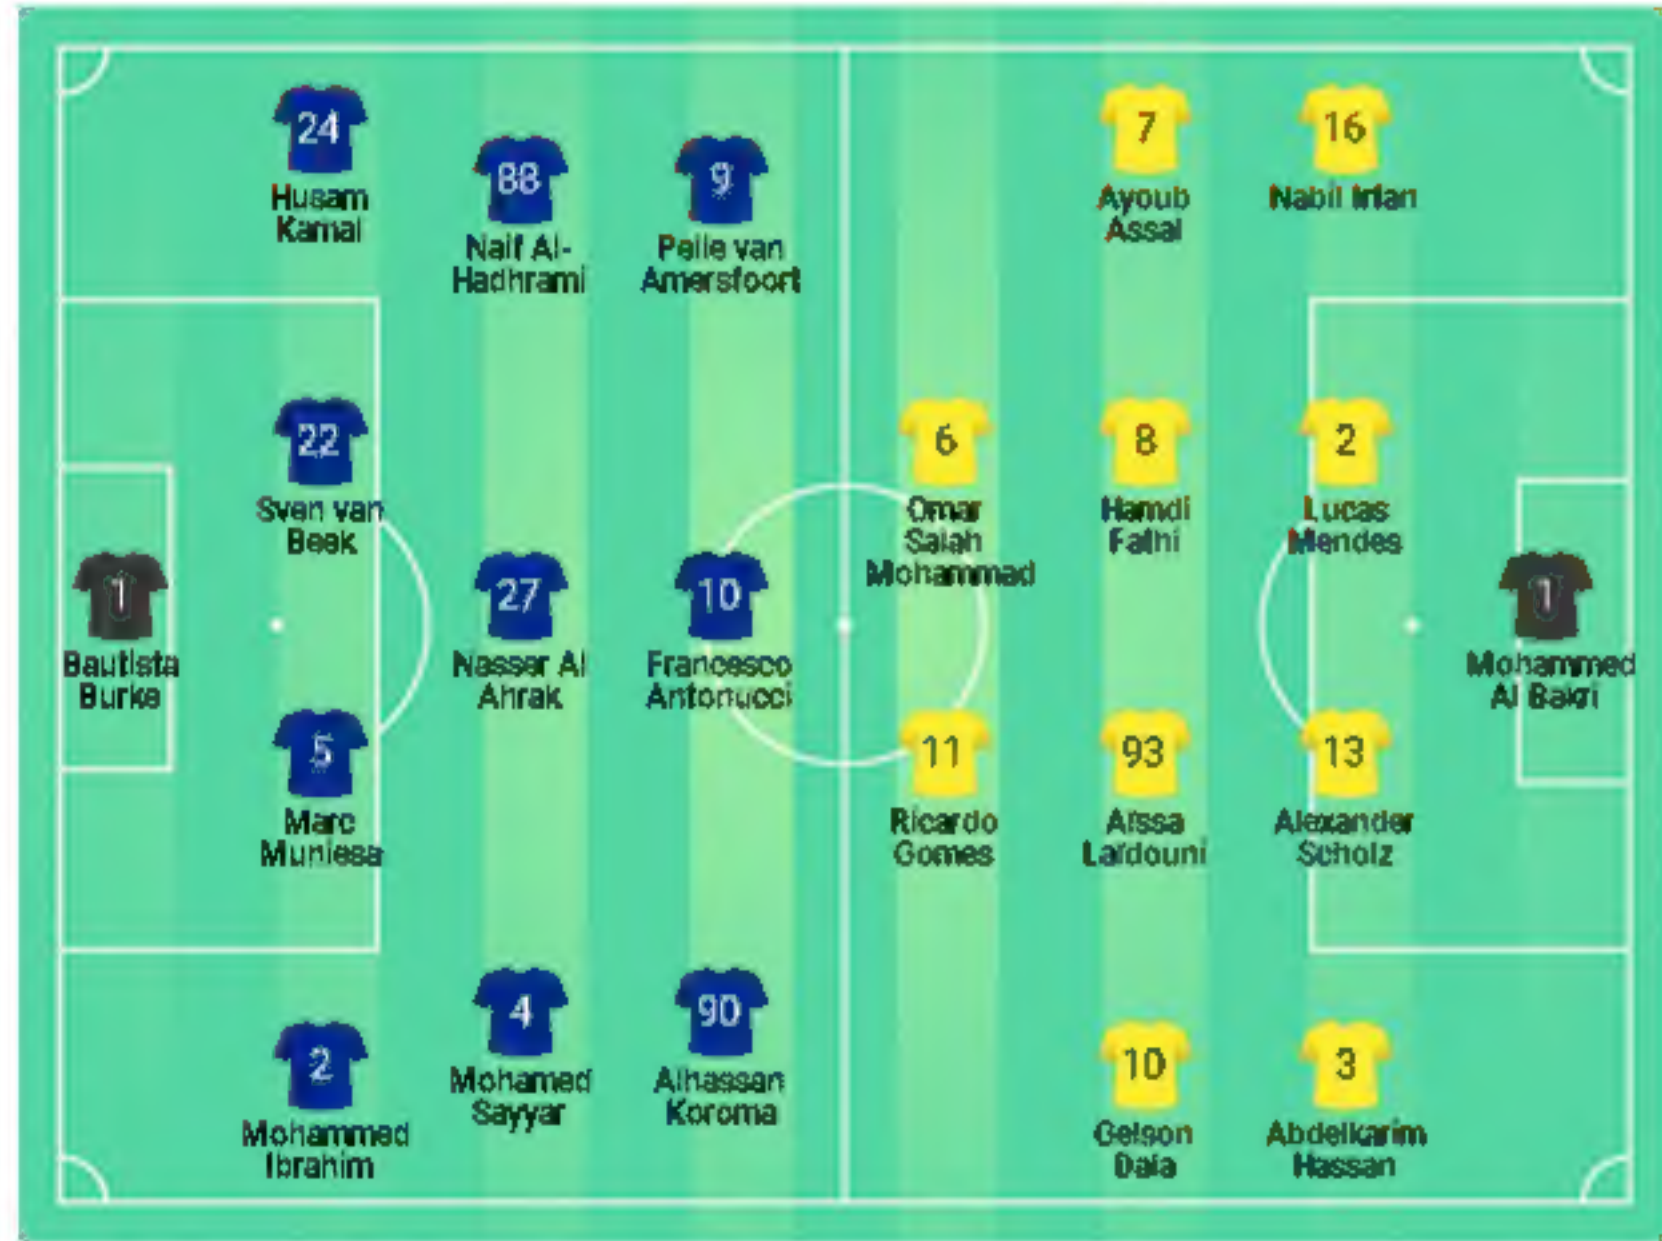 24
Husam
Kamal
88
Naif Al-
Hadhrami
9
Pelle van
Amersfoort
22
Sven van
Beek
1
Bautista
Burke
27
Nasser Al
Ahrak
10
Francesco
Antonucci
5
Marc
Muniesa
2
Mohammed
Ibrahim
4
Mohamed
Sayyar
90
Alhassan
Koroma
7
Ayoub
Assal
16
Nabil Irfan
6
Omar
Salah
Mohammad
8
Hamdi
Fathi
2
Lucas
Mendes
1
Mohammed
Al Bakri
11
Ricardo
Gomes
93
Aïssa
Laïdouni
13
Alexander
Scholz
10
Gelson
Dala
3
Abdelkarim
Hassan